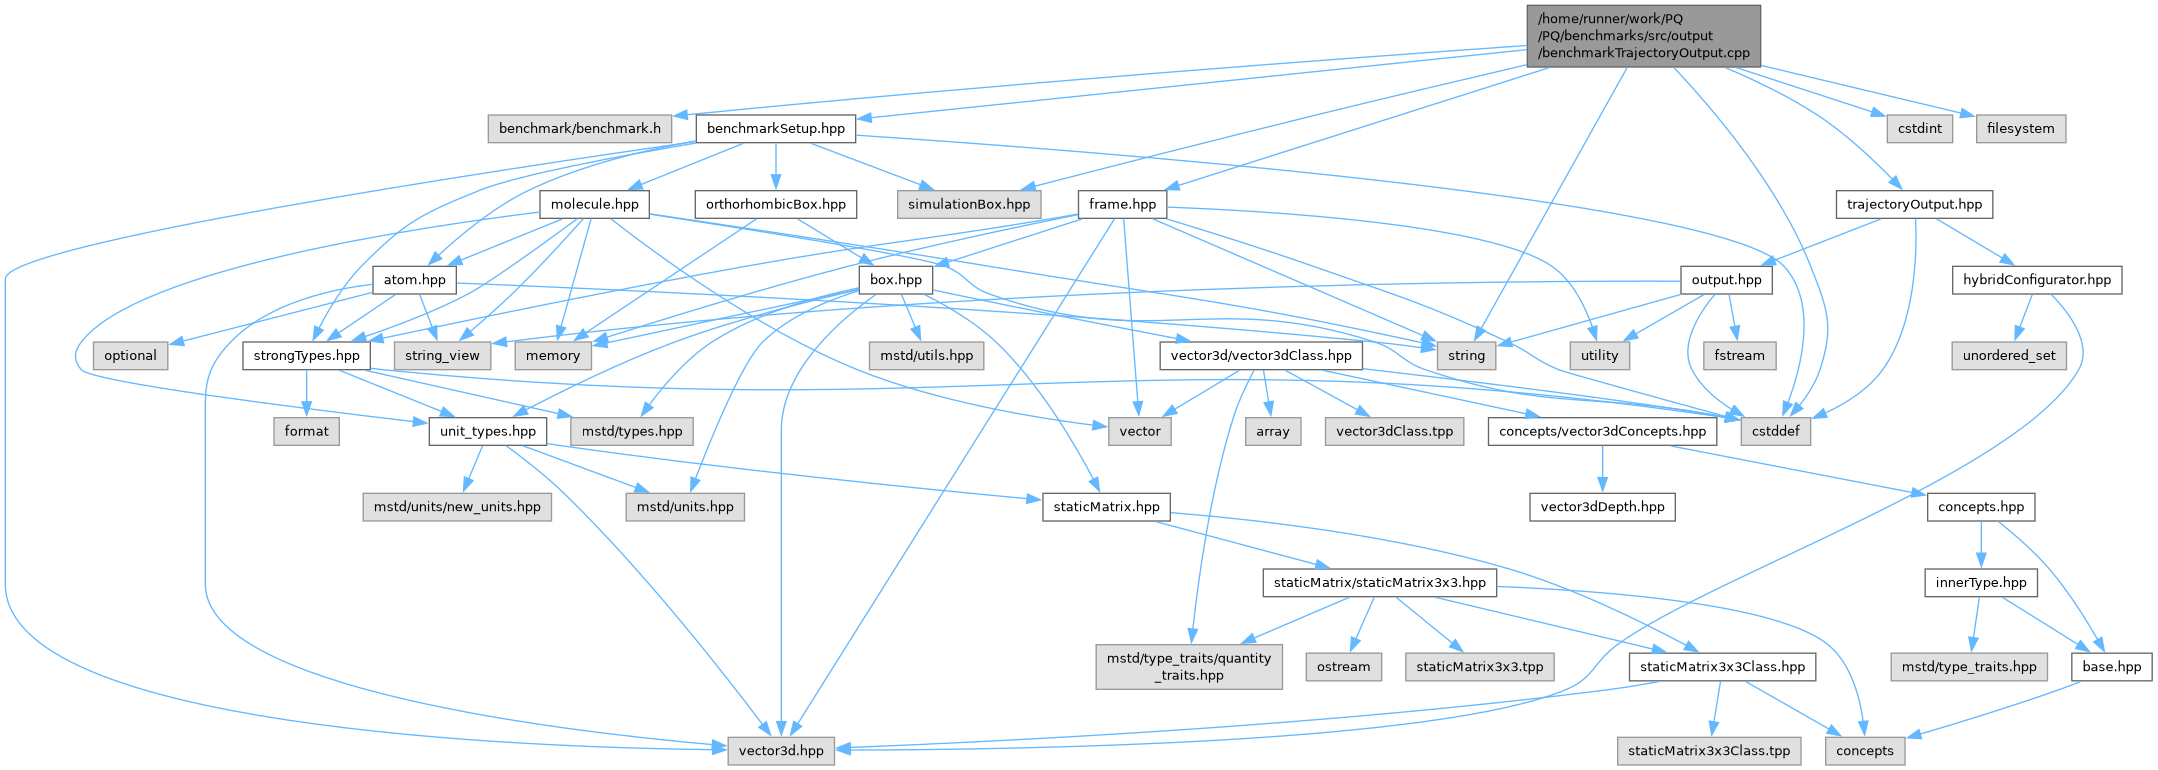 /home/runner/work/PQ
/PQ/benchmarks/src/output
/benchmarkTrajectoryOutput.cpp
benchmark/benchmark.h
benchmarkSetup.hpp
cstdint
filesystem
molecule.hpp
orthorhombicBox.hpp
simulationBox.hpp
frame.hpp
trajectoryOutput.hpp
atom.hpp
box.hpp
output.hpp
hybridConfigurator.hpp
optional
strongTypes.hpp
string_view
memory
mstd/utils.hpp
vector3d/vector3dClass.hpp
string
utility
fstream
unordered_set
format
unit_types.hpp
mstd/types.hpp
vector
array
vector3dClass.tpp
concepts/vector3dConcepts.hpp
cstddef
mstd/units/new_units.hpp
mstd/units.hpp
staticMatrix.hpp
vector3dDepth.hpp
concepts.hpp
staticMatrix/staticMatrix3x3.hpp
innerType.hpp
mstd/type_traits/quantity
_traits.hpp
ostream
staticMatrix3x3.tpp
staticMatrix3x3Class.hpp
mstd/type_traits.hpp
base.hpp
vector3d.hpp
staticMatrix3x3Class.tpp
concepts